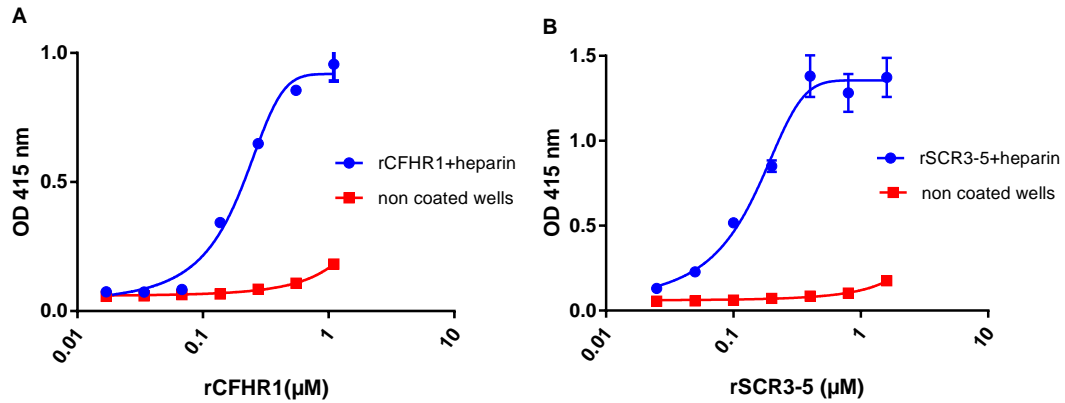 A
OD 415 nm
1.0
0.5
0.0
0.01
0.1
1
10
rCFHR1(µM)
rCFHR1+heparin
non coated wells
B
OD 415 nm
1.5
1.0
0.5
0.0
0.01
0.1
1
10
rSCR3-5 (µM)
rSCR3-5+heparin
non coated wells